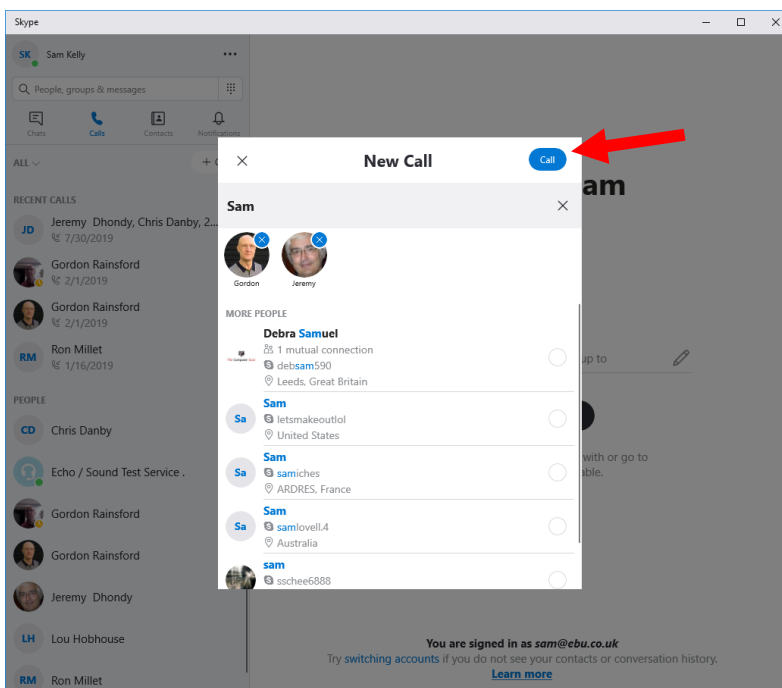 Skype
SK Sam Kelly
People, groups & messages
Chats Calls Contacts Notifications
ALL
RECENT CALLS
JD Jeremy Dhondy, Chris Danby, 2...
7/30/2019
Gordon Rainsford
2/1/2019
Gordon Rainsford
2/1/2019
RM Ron Millet
1/16/2019
PEOPLE
CD Chris Danby
Echo / Sound Test Service .
Gordon Rainsford
Gordon Rainsford
Jeremy Dhondy
LH Lou Hobhouse
RM Ron Millet
New Call Call
Sam
Gordon Jeremy
MORE PEOPLE
Debra Samuel
1 mutual connection
debsam590
Leeds, Great Britain
Sa Sam
letsmakeoutlol
United States
Sa Sam
samiches
ARDRES, France
Sa Sam
samlovell.4
Australia
sam
sschee6888
am
up to
with or go to
able.
You are signed in as sam@ebu.co.uk
Try switching accounts if you do not see your contacts or conversation history.
Learn more